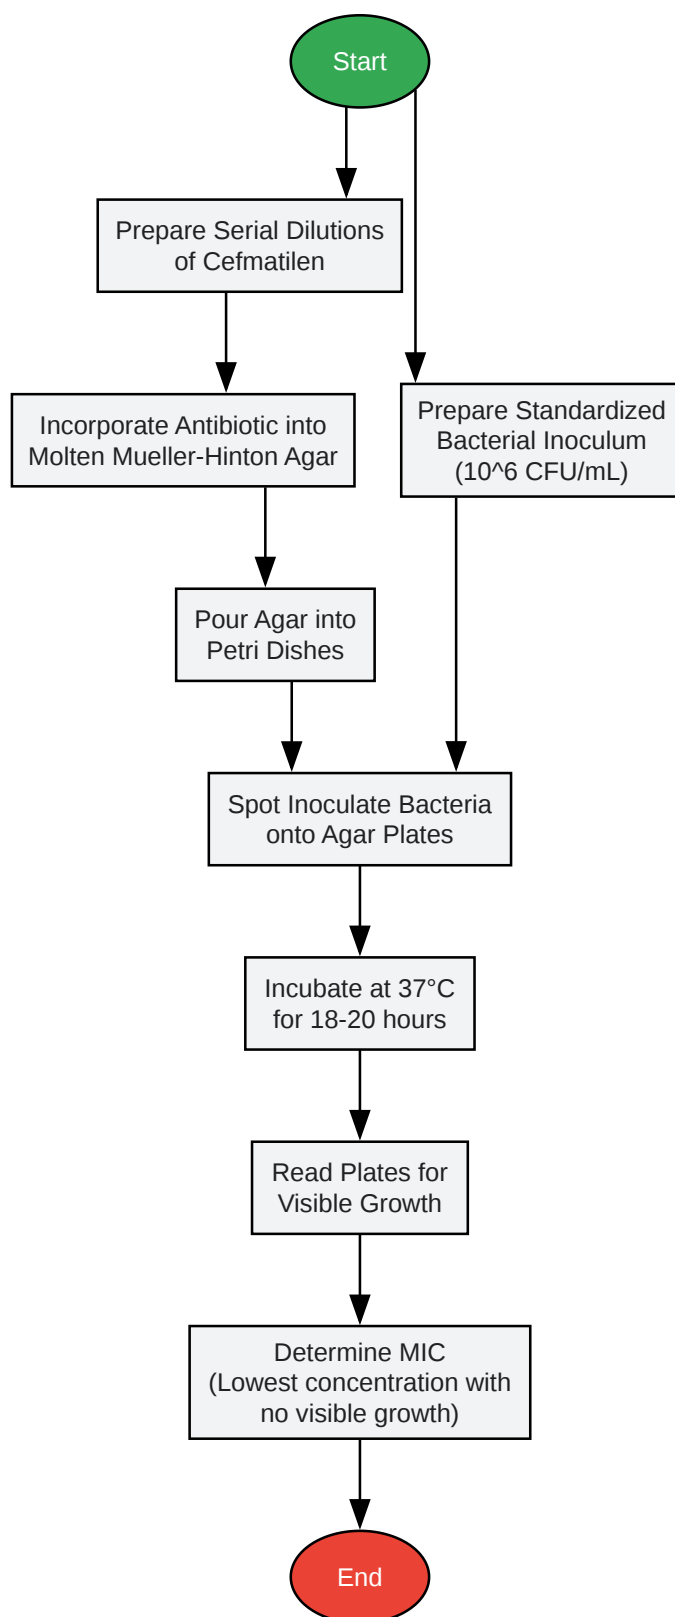 Start
Prepare Serial Dilutions
of Cefmatilen
Incorporate Antibiotic into
Molten Mueller-Hinton Agar
Prepare Standardized
Bacterial Inoculum
(10^6 CFU/mL)
Pour Agar into
Petri Dishes
Spot Inoculate Bacteria
onto Agar Plates
Incubate at 37°C
for 18-20 hours
Read Plates for
Visible Growth
Determine MIC
(Lowest concentration with
no visible growth)
End